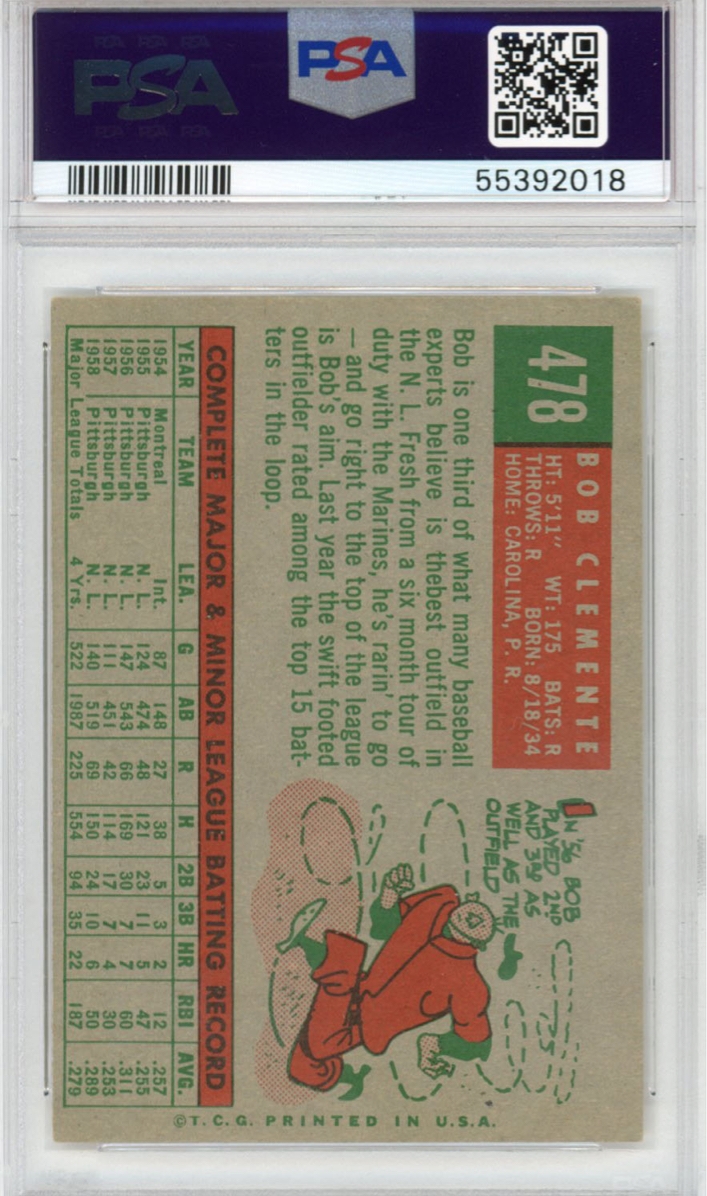 PSA PSA PSA
PSA
PSA PSA PSA
PSA
55392018
478
BOB CLEMENTE
HT: 5'11" WT: 175 BATS: R
THROWS: R BORN: 8/18/34
HOME: CAROLINA, P. R.
Bob is one third of what many baseball
experts believe is thebest outfield in
the N. L. Fresh from a six month tour of
duty with the Marines, he's rarin' to go
— and go right to the top of the league
is Bob's aim. Last year the swift footed
outfielder rated among the top 15 bat-
ters in the loop.
IN '56 BOB
PLAYED 2ND
AND 3RD AS
WELL AS THE
OUTFIELD
COMPLETE MAJOR & MINOR LEAGUE BATTING RECORD
YEAR TEAM LEA. G AB R H 2B 3B HR RBI AVG.
1954 Montreal Int. 87 148 27 38 5 3 2 12 .257
1955 Pittsburgh N. L. 124 474 48 121 23 11 5 47 .255
1956 Pittsburgh N. L. 147 543 66 169 30 7 7 60 .311
1957 Pittsburgh N. L. 111 451 42 114 17 7 4 30 .253
1958 Pittsburgh N. L. 140 519 69 150 24 10 6 50 .289
Major League Totals 4 Yrs. 522 1987 225 554 94 35 22 187 .279
©T.C.G. PRINTED IN U.S.A.